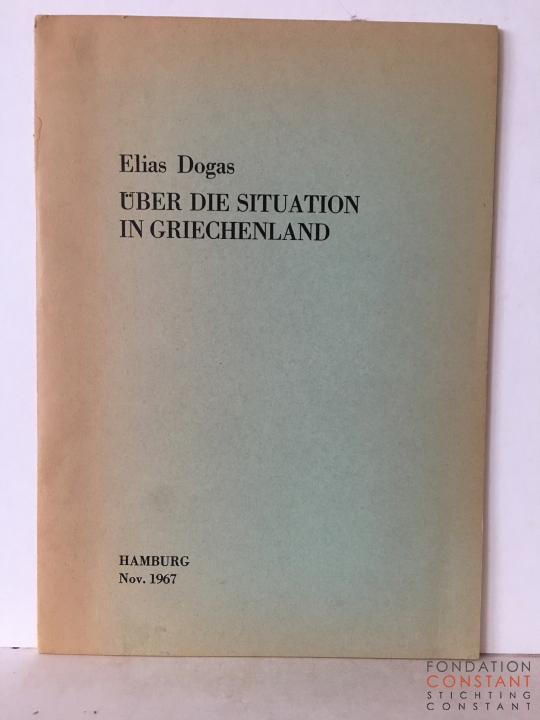 Elias Dogas
ÜBER DIE SITUATION
IN GRIECHENLAND
HAMBURG
Nov. 1967
FONDATION
CONSTANT
STICHTING
CONSTANT